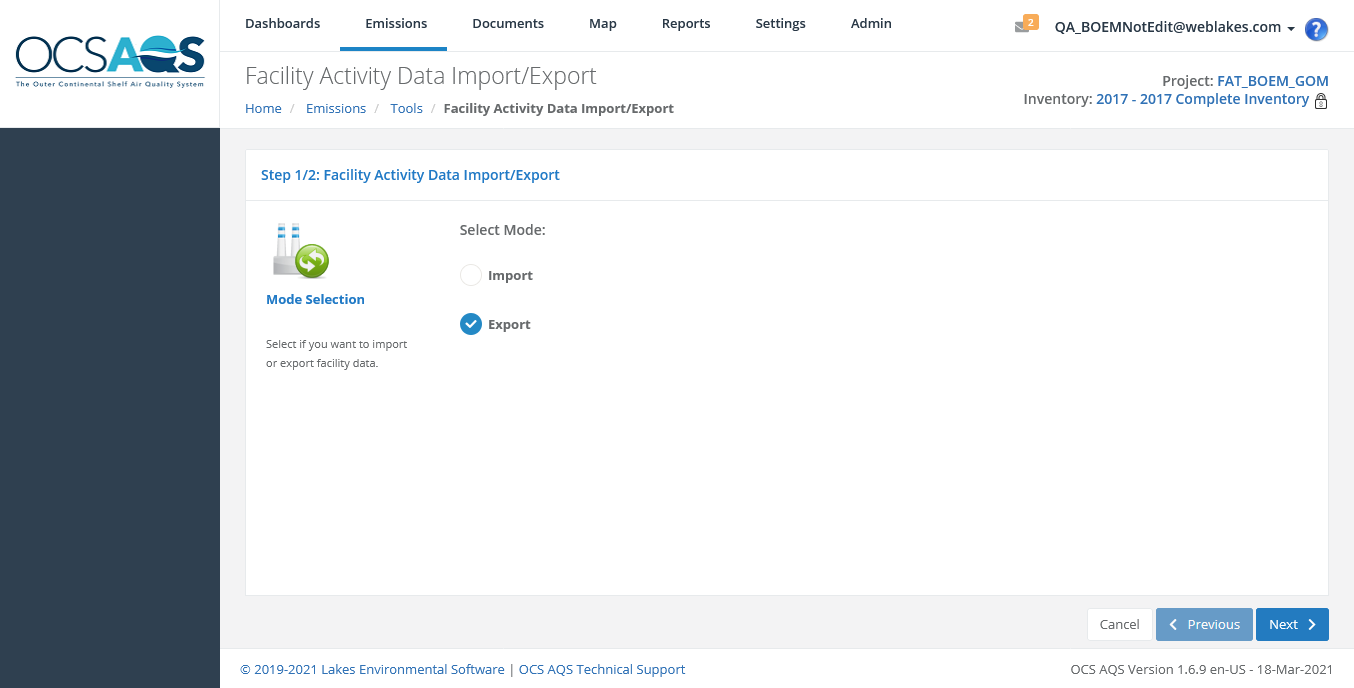 OCSAQS
The Outer Continental Shelf Air Quality System
Dashboards Emissions Documents Map Reports Settings Admin
2 QA_BOEMNotEdit@weblakes.com ?
Facility Activity Data Import/Export
Home / Emissions / Tools / Facility Activity Data Import/Export
Project: FAT_BOEM_GOM
Inventory: 2017 - 2017 Complete Inventory
Step 1/2: Facility Activity Data Import/Export
Mode Selection
Select if you want to import
or export facility data.
Select Mode:
Import
Export
Cancel Previous Next
© 2019-2021 Lakes Environmental Software | OCS AQS Technical Support
OCS AQS Version 1.6.9 en-US - 18-Mar-2021